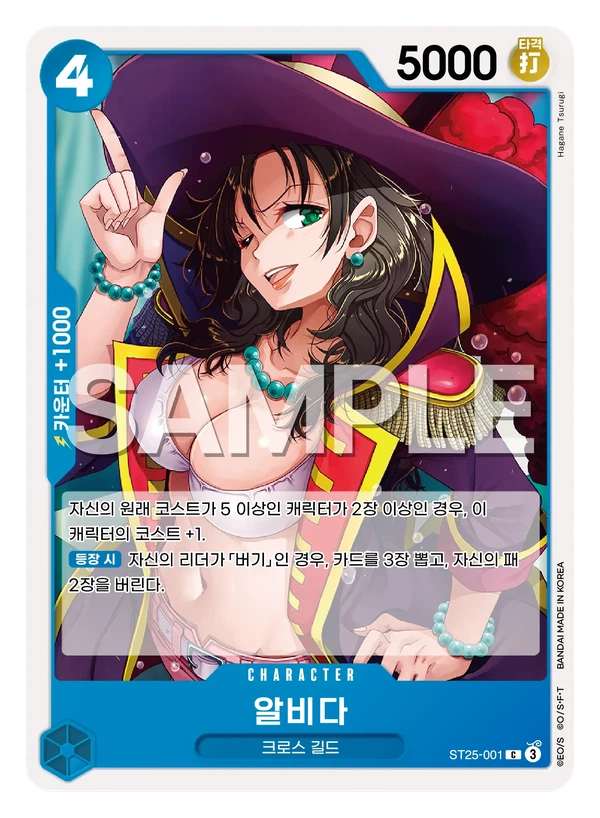 4
5000
타격
打
Hagane Tsurugi
⚡카운터 +1000
SAMPLE
자신의 원래 코스트가 5 이상인 캐릭터가 2장 이상인 경우, 이
캐릭터의 코스트 +1.
등장 시 자신의 리더가 「버기」인 경우, 카드를 3장 뽑고, 자신의 패
2장을 버린다.
CHARACTER
알비다
크로스 길드
ST25-001 C 3
©EO/S ©O/S·F·T BANDAI MADE IN KOREA